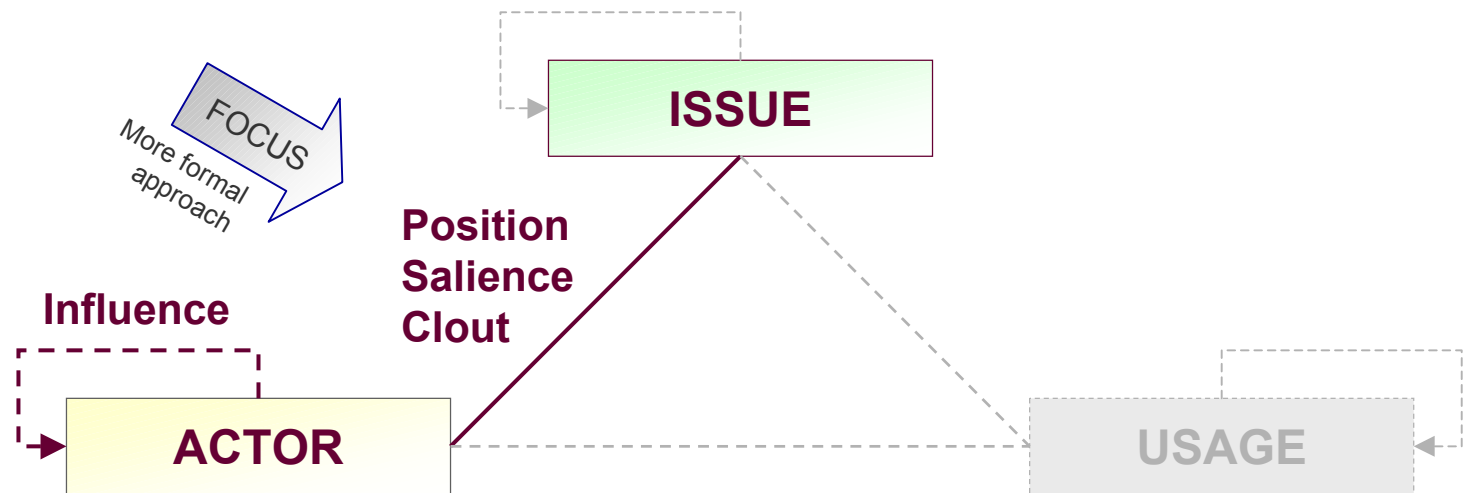 ISSUE
FOCUS
More formal
approach
Position
Salience
Clout
Influence
ACTOR
USAGE